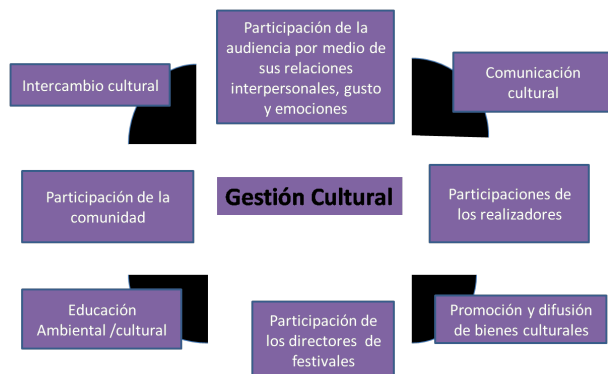 Participación de la
audiencia por medio de
sus relaciones
interpersonales, gusto
y emociones
Intercambio cultural
Comunicación
cultural
Participación de la
comunidad
Gestión Cultural
Participaciones de
los realizadores
Educación
Ambiental /cultural
Participación de
los directores de
festivales
Promoción y difusión
de bienes culturales